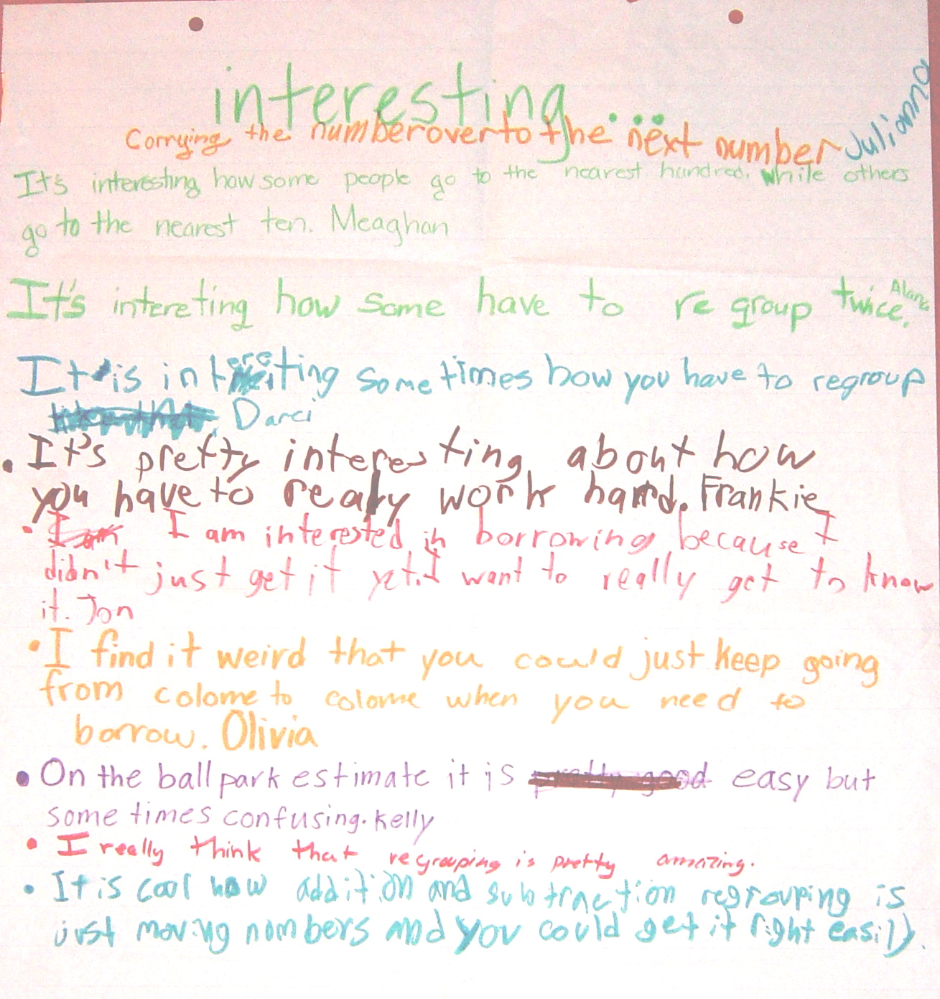 interesting...
Corrying the number over to the next number Julianna
It's interesting how some people go to the nearest hundred, while others
go to the nearest ten. Meaghan
It's intereting how some have to re group twice. Alana
It is intereting some times how you have to regroup
Darci
• It's pretty interesting about how
you have to realy work hard. Frankie
• I am I am interested in borrowing because I
didn't just get it yet. I want to really get to know
it. Jon
• I find it weird that you could just keep going
from colome to colome when you need to
borrow. Olivia
• On the ball park estimate it is pretty good easy but
some times confusing. Kelly
• I really think that regrouping is pretty amazing.
• It is cool how addition and subtraction regrouping is
just moving nombers and you could get it right easily.